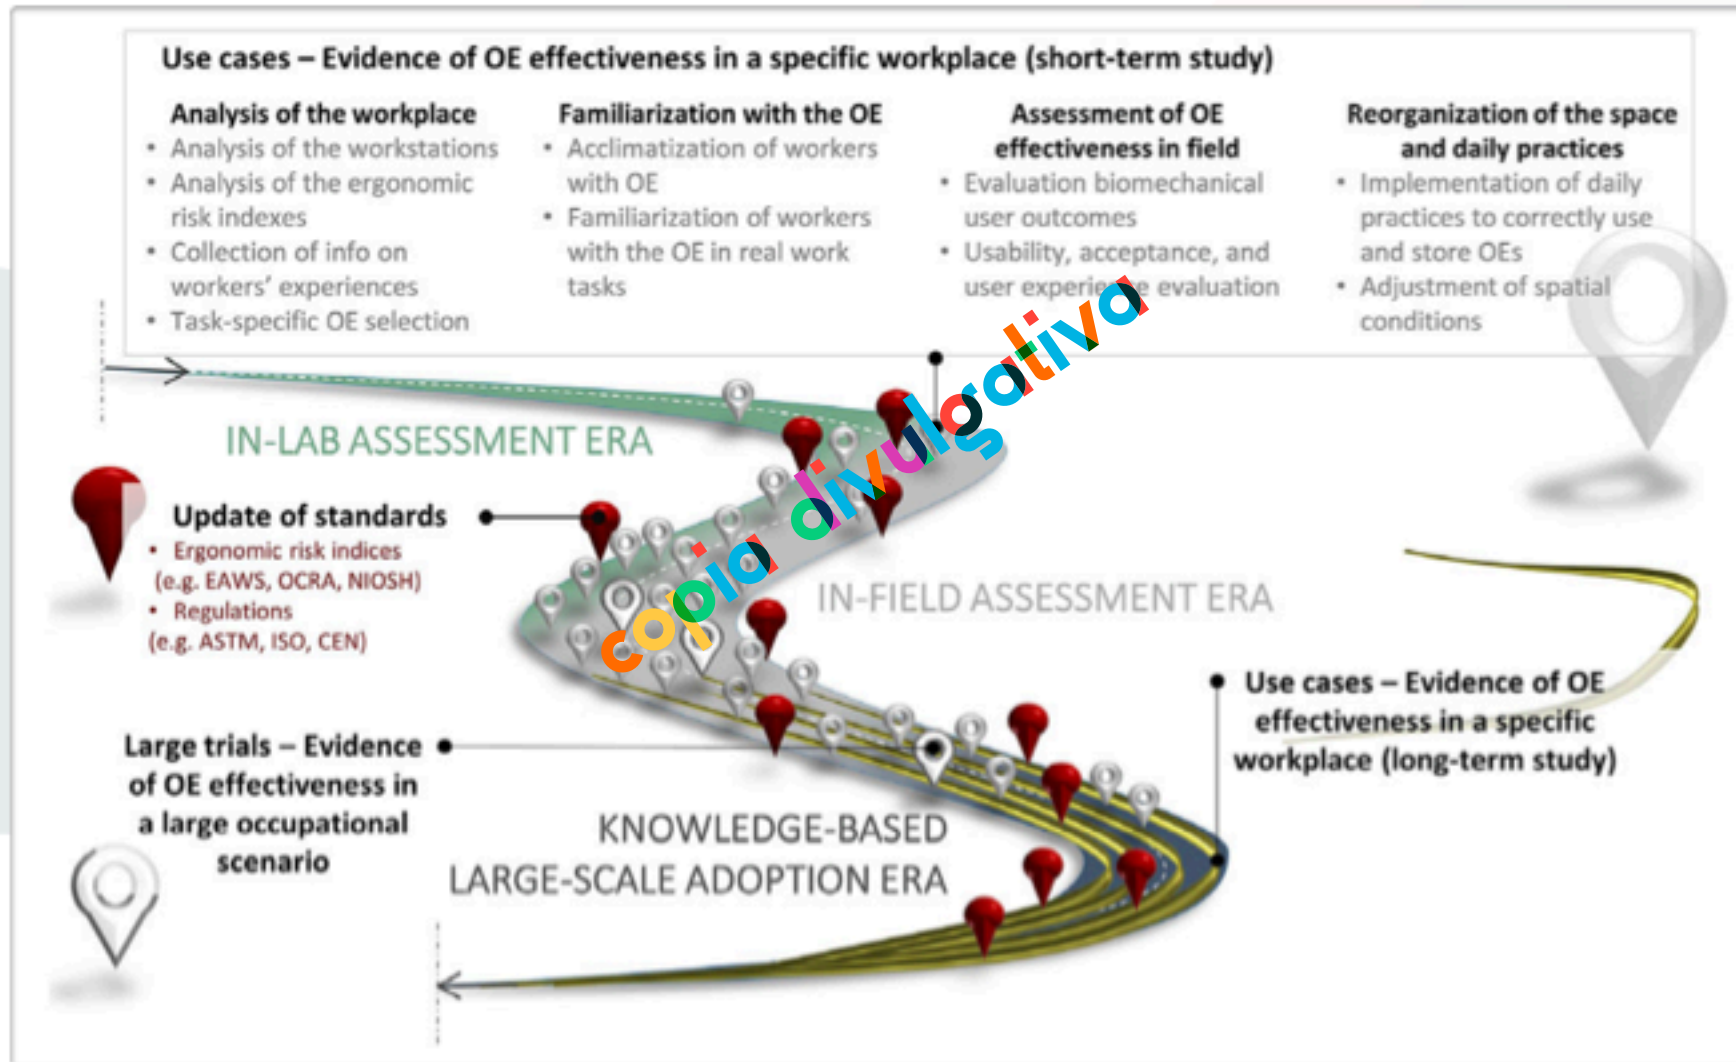 Use cases – Evidence of OE effectiveness in a specific workplace (short-term study)
Analysis of the workplace
• Analysis of the workstations
• Analysis of the ergonomic
risk indexes
• Collection of info on
workers’ experiences
• Task-specific OE selection
Familiarization with the OE
• Acclimatization of workers
with OE
• Familiarization of workers
with the OE in real work
tasks
Assessment of OE
effectiveness in field
• Evaluation biomechanical
user outcomes
• Usability, acceptance, and
user experience evaluation
Reorganization of the space
and daily practices
• Implementation of daily
practices to correctly use
and store OEs
• Adjustment of spatial
conditions
IN-LAB ASSESSMENT ERA
Update of standards
• Ergonomic risk indices
(e.g. EAWS, OCRA, NIOSH)
• Regulations
(e.g. ASTM, ISO, CEN)
copia divulgativa
IN-FIELD ASSESSMENT ERA
Use cases – Evidence of OE
effectiveness in a specific
workplace (long-term study)
Large trials – Evidence
of OE effectiveness in
a large occupational
scenario
KNOWLEDGE-BASED
LARGE-SCALE ADOPTION ERA